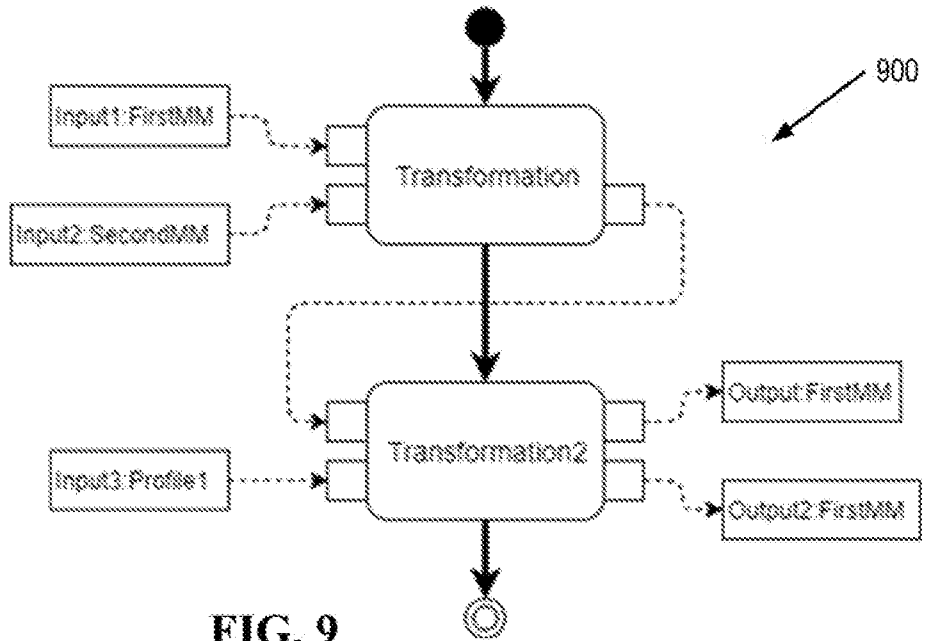 900
Input1:FirstMM
Transformation
Input2:SecondMM
Output:FirstMM
Transformation2
Input3:Profile1
Output2:FirstMM
FIG. 9